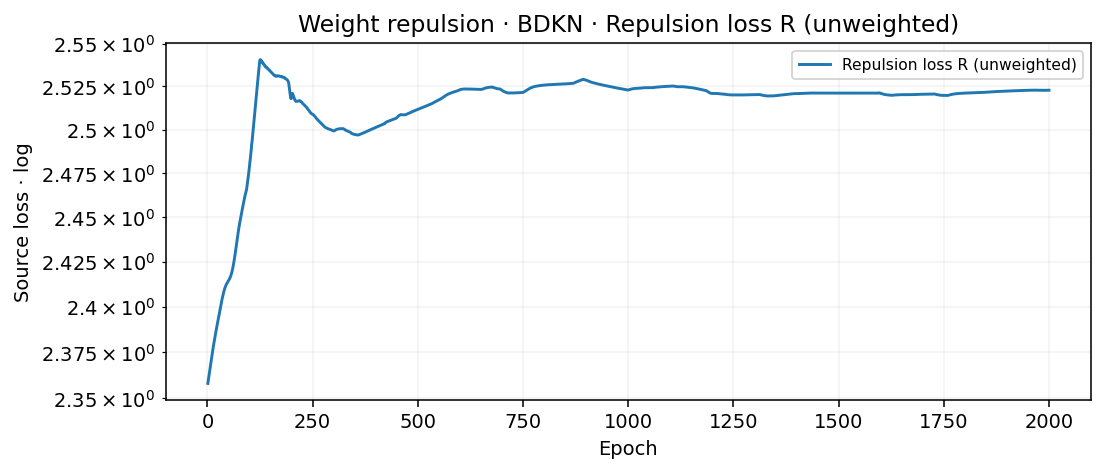 Weight repulsion · BDKN · Repulsion loss R (unweighted)
Repulsion loss R (unweighted)
Source loss · log
2.55 × 10⁰
2.525 × 10⁰
2.5 × 10⁰
2.475 × 10⁰
2.45 × 10⁰
2.425 × 10⁰
2.4 × 10⁰
2.375 × 10⁰
2.35 × 10⁰
0 250 500 750 1000 1250 1500 1750 2000
Epoch